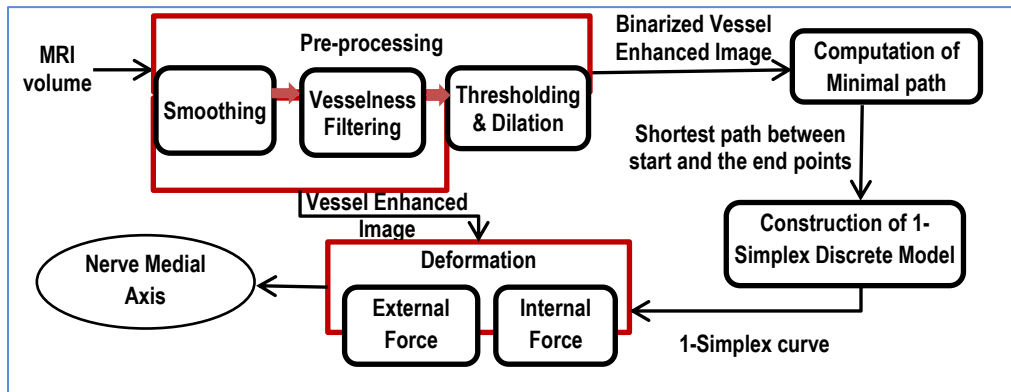 MRI
volume
Pre-processing
Smoothing
Vesselness
Filtering
Thresholding
& Dilation
Binarized Vessel
Enhanced Image
Computation of
Minimal path
Shortest path between
start and the end points
Construction of 1-
Simplex Discrete Model
1-Simplex curve
Vessel Enhanced
Image
Deformation
External
Force
Internal
Force
Nerve Medial
Axis